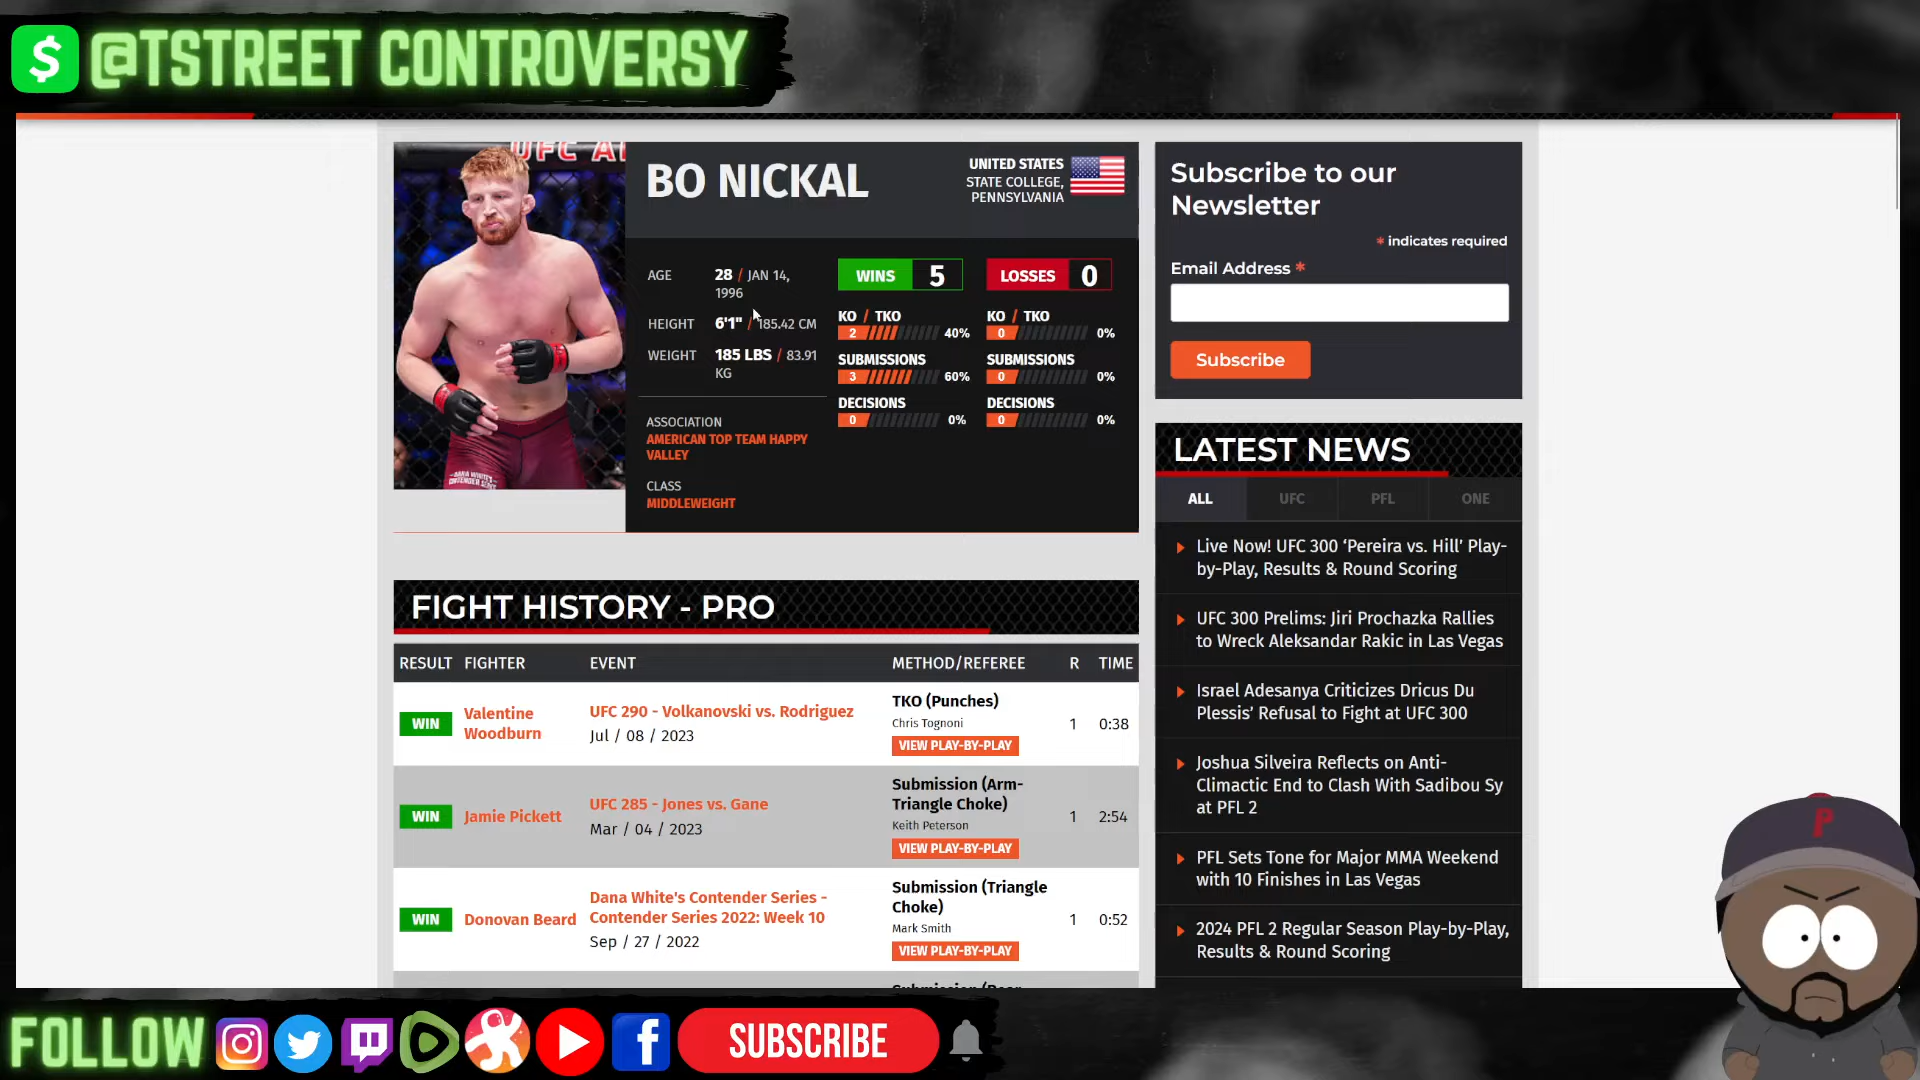 $ @TSTREET CONTROVERSY
UFC
BO NICKAL
UNITED STATES
STATE COLLEGE,
PENNSYLVANIA
AGE
28 / JAN 14,
1996
HEIGHT
6'1" / 185.42 CM
WEIGHT
185 LBS / 83.91
KG
ASSOCIATION
AMERICAN TOP TEAM HAPPY
VALLEY
CLASS
MIDDLEWEIGHT
WINS 5
KO / TKO
2 40%
SUBMISSIONS
3 60%
DECISIONS
0 0%
LOSSES 0
KO / TKO
0 0%
SUBMISSIONS
0 0%
DECISIONS
0 0%
FIGHT HISTORY - PRO
RESULT FIGHTER EVENT METHOD/REFEREE R TIME
WIN
Valentine
Woodburn
UFC 290 - Volkanovski vs. Rodriguez
Jul / 08 / 2023
TKO (Punches)
Chris Tognoni
VIEW PLAY-BY-PLAY
1 0:38
WIN
Jamie Pickett
UFC 285 - Jones vs. Gane
Mar / 04 / 2023
Submission (Arm-
Triangle Choke)
Keith Peterson
VIEW PLAY-BY-PLAY
1 2:54
WIN
Donovan Beard
Dana White's Contender Series -
Contender Series 2022: Week 10
Sep / 27 / 2022
Submission (Triangle
Choke)
Mark Smith
VIEW PLAY-BY-PLAY
1 0:52
Subscribe to our
Newsletter
* indicates required
Email Address *
Subscribe
LATEST NEWS
ALL UFC PFL ONE
Live Now! UFC 300 ‘Pereira vs. Hill’ Play-
by-Play, Results & Round Scoring
UFC 300 Prelims: Jiri Prochazka Rallies
to Wreck Aleksandar Rakic in Las Vegas
Israel Adesanya Criticizes Dricus Du
Plessis’ Refusal to Fight at UFC 300
Joshua Silveira Reflects on Anti-
Climactic End to Clash With Sadibou Sy
at PFL 2
PFL Sets Tone for Major MMA Weekend
with 10 Finishes in Las Vegas
2024 PFL 2 Regular Season Play-by-Play,
Results & Round Scoring
P
FOLLOW
SUBSCRIBE